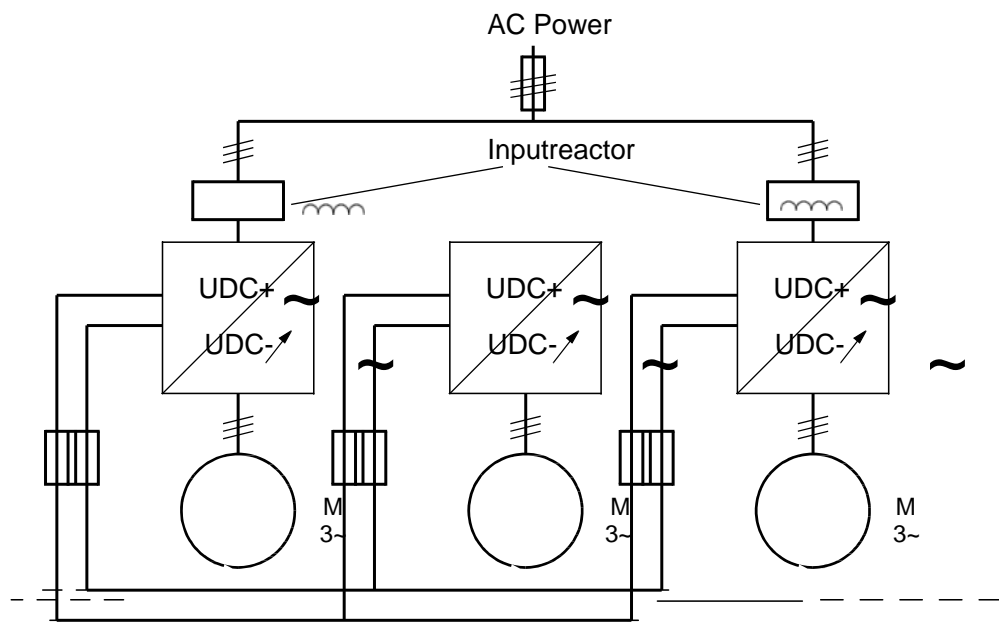 AC Power
Inputreactor
UDC+ ~
UDC- ~
UDC+ ~
UDC- ~
UDC+ ~
UDC- ~
M
3~
M
3~
M
3~